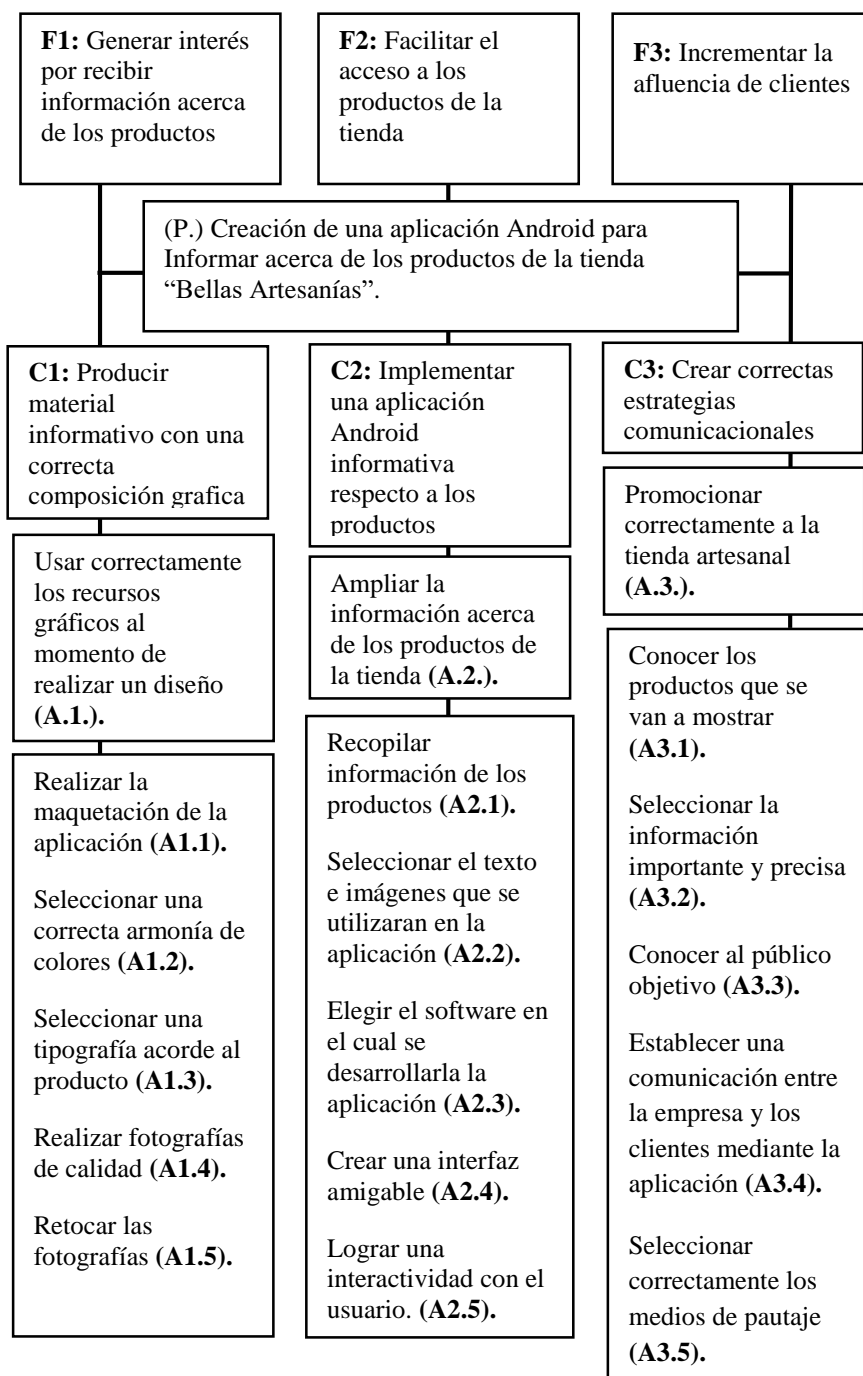 F1: Generar interés
por recibir
información acerca
de los productos
F2: Facilitar el
acceso a los
productos de la
tienda
F3: Incrementar la
afluencia de clientes
(P.) Creación de una aplicación Android para
Informar acerca de los productos de la tienda
“Bellas Artesanías”.
C1: Producir
material
informativo con una
correcta
composición grafica
C2: Implementar
una aplicación
Android
informativa
respecto a los
productos
C3: Crear correctas
estrategias
comunicacionales
Usar correctamente
los recursos
gráficos al
momento de
realizar un diseño
(A.1.).
Ampliar la
información acerca
de los productos de
la tienda (A.2.).
Promocionar
correctamente a la
tienda artesanal
(A.3.).
Realizar la
maquetación de la
aplicación (A1.1).
Seleccionar una
correcta armonía de
colores (A1.2).
Seleccionar una
tipografía acorde al
producto (A1.3).
Realizar fotografías
de calidad (A1.4).
Retocar las
fotografías (A1.5).
Recopilar
información de los
productos (A2.1).
Seleccionar el texto
e imágenes que se
utilizaran en la
aplicación (A2.2).
Elegir el software en
el cual se
desarrollarla la
aplicación (A2.3).
Crear una interfaz
amigable (A2.4).
Lograr una
interactividad con el
usuario. (A2.5).
Conocer los
productos que se
van a mostrar
(A3.1).
Seleccionar la
información
importante y precisa
(A3.2).
Conocer al público
objetivo (A3.3).
Establecer una
comunicación entre
la empresa y los
clientes mediante la
aplicación (A3.4).
Seleccionar
correctamente los
medios de pautaje
(A3.5).